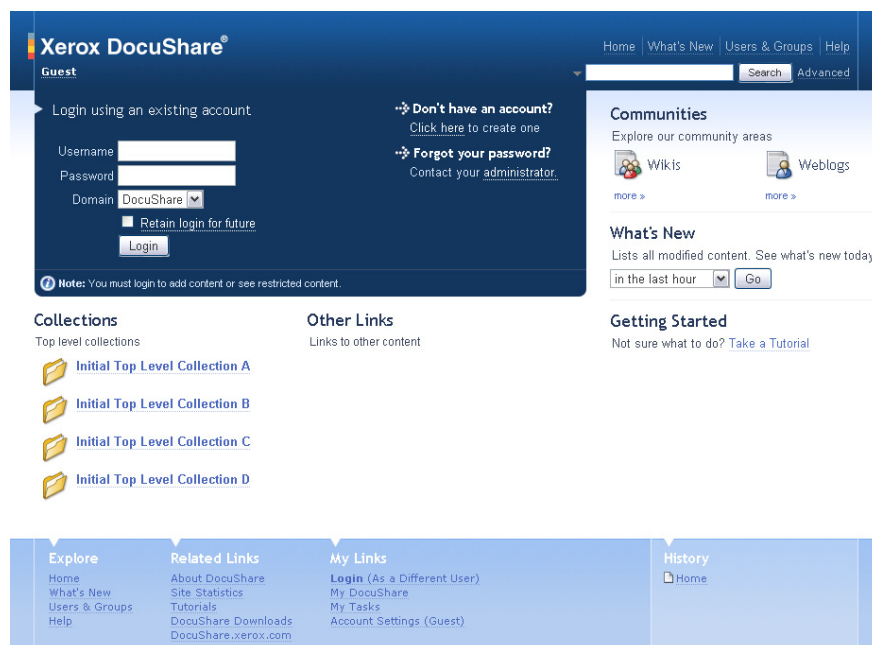 Xerox DocuShare®
Home What's New Users & Groups Help
Guest
Search Advanced
Login using an existing account
Username
Password
Domain DocuShare
Retain login for future
Login
Don't have an account?
Click here to create one
Forgot your password?
Contact your administrator.
Note: You must login to add content or see restricted content.
Communities
Explore our community areas
Wikis
more »
Weblogs
more »
What's New
Lists all modified content. See what's new today
in the last hour Go
Getting Started
Not sure what to do? Take a Tutorial
Collections
Top level collections
Initial Top Level Collection A
Initial Top Level Collection B
Initial Top Level Collection C
Initial Top Level Collection D
Other Links
Links to other content
Explore
Home
What's New
Users & Groups
Help
Related Links
About DocuShare
Site Statistics
Tutorials
DocuShare Downloads
DocuShare.xerox.com
My Links
Login (As a Different User)
My DocuShare
My Tasks
Account Settings (Guest)
History
Home